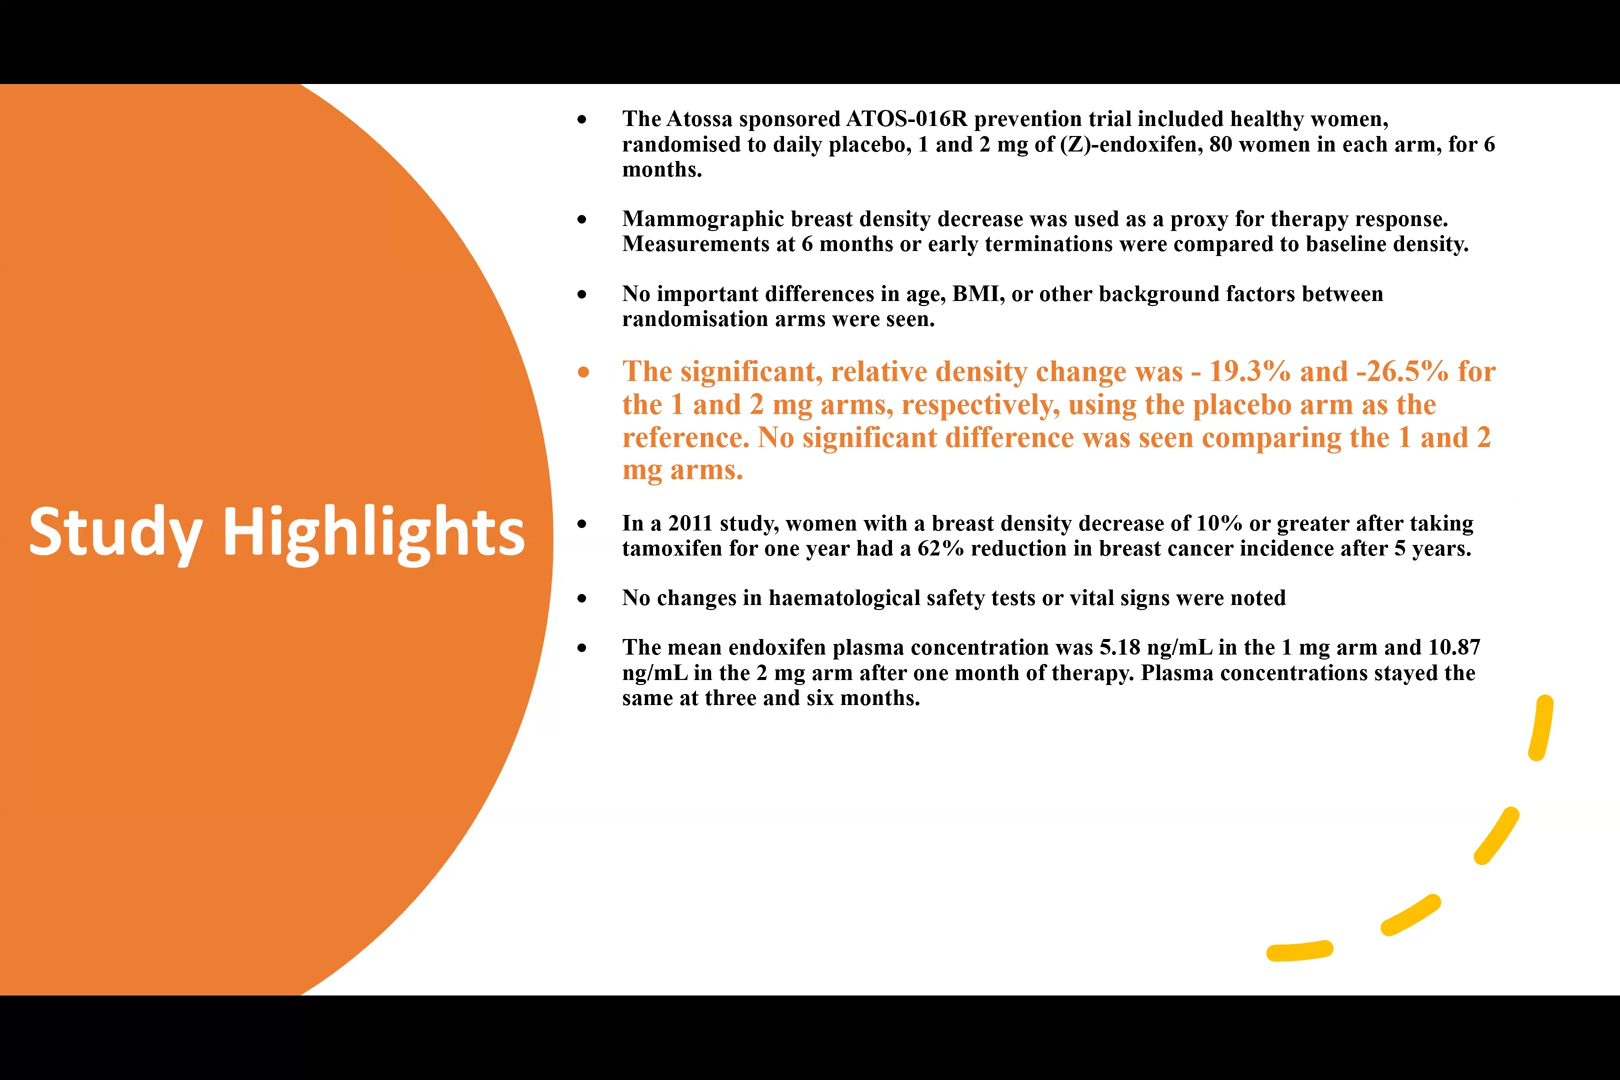 Study Highlights
• The Atossa sponsored ATOS-016R prevention trial included healthy women,
randomised to daily placebo, 1 and 2 mg of (Z)-endoxifen, 80 women in each arm, for 6
months.
• Mammographic breast density decrease was used as a proxy for therapy response.
Measurements at 6 months or early terminations were compared to baseline density.
• No important differences in age, BMI, or other background factors between
randomisation arms were seen.
• The significant, relative density change was - 19.3% and -26.5% for
the 1 and 2 mg arms, respectively, using the placebo arm as the
reference. No significant difference was seen comparing the 1 and 2
mg arms.
• In a 2011 study, women with a breast density decrease of 10% or greater after taking
tamoxifen for one year had a 62% reduction in breast cancer incidence after 5 years.
• No changes in haematological safety tests or vital signs were noted
• The mean endoxifen plasma concentration was 5.18 ng/mL in the 1 mg arm and 10.87
ng/mL in the 2 mg arm after one month of therapy. Plasma concentrations stayed the
same at three and six months.